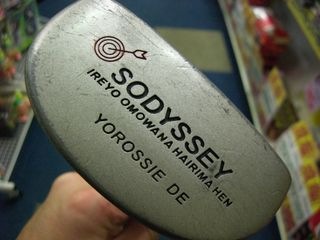 SODYSSEY
IREYO OMOWANA HAIRIMA HEN
YOROSSIE DE